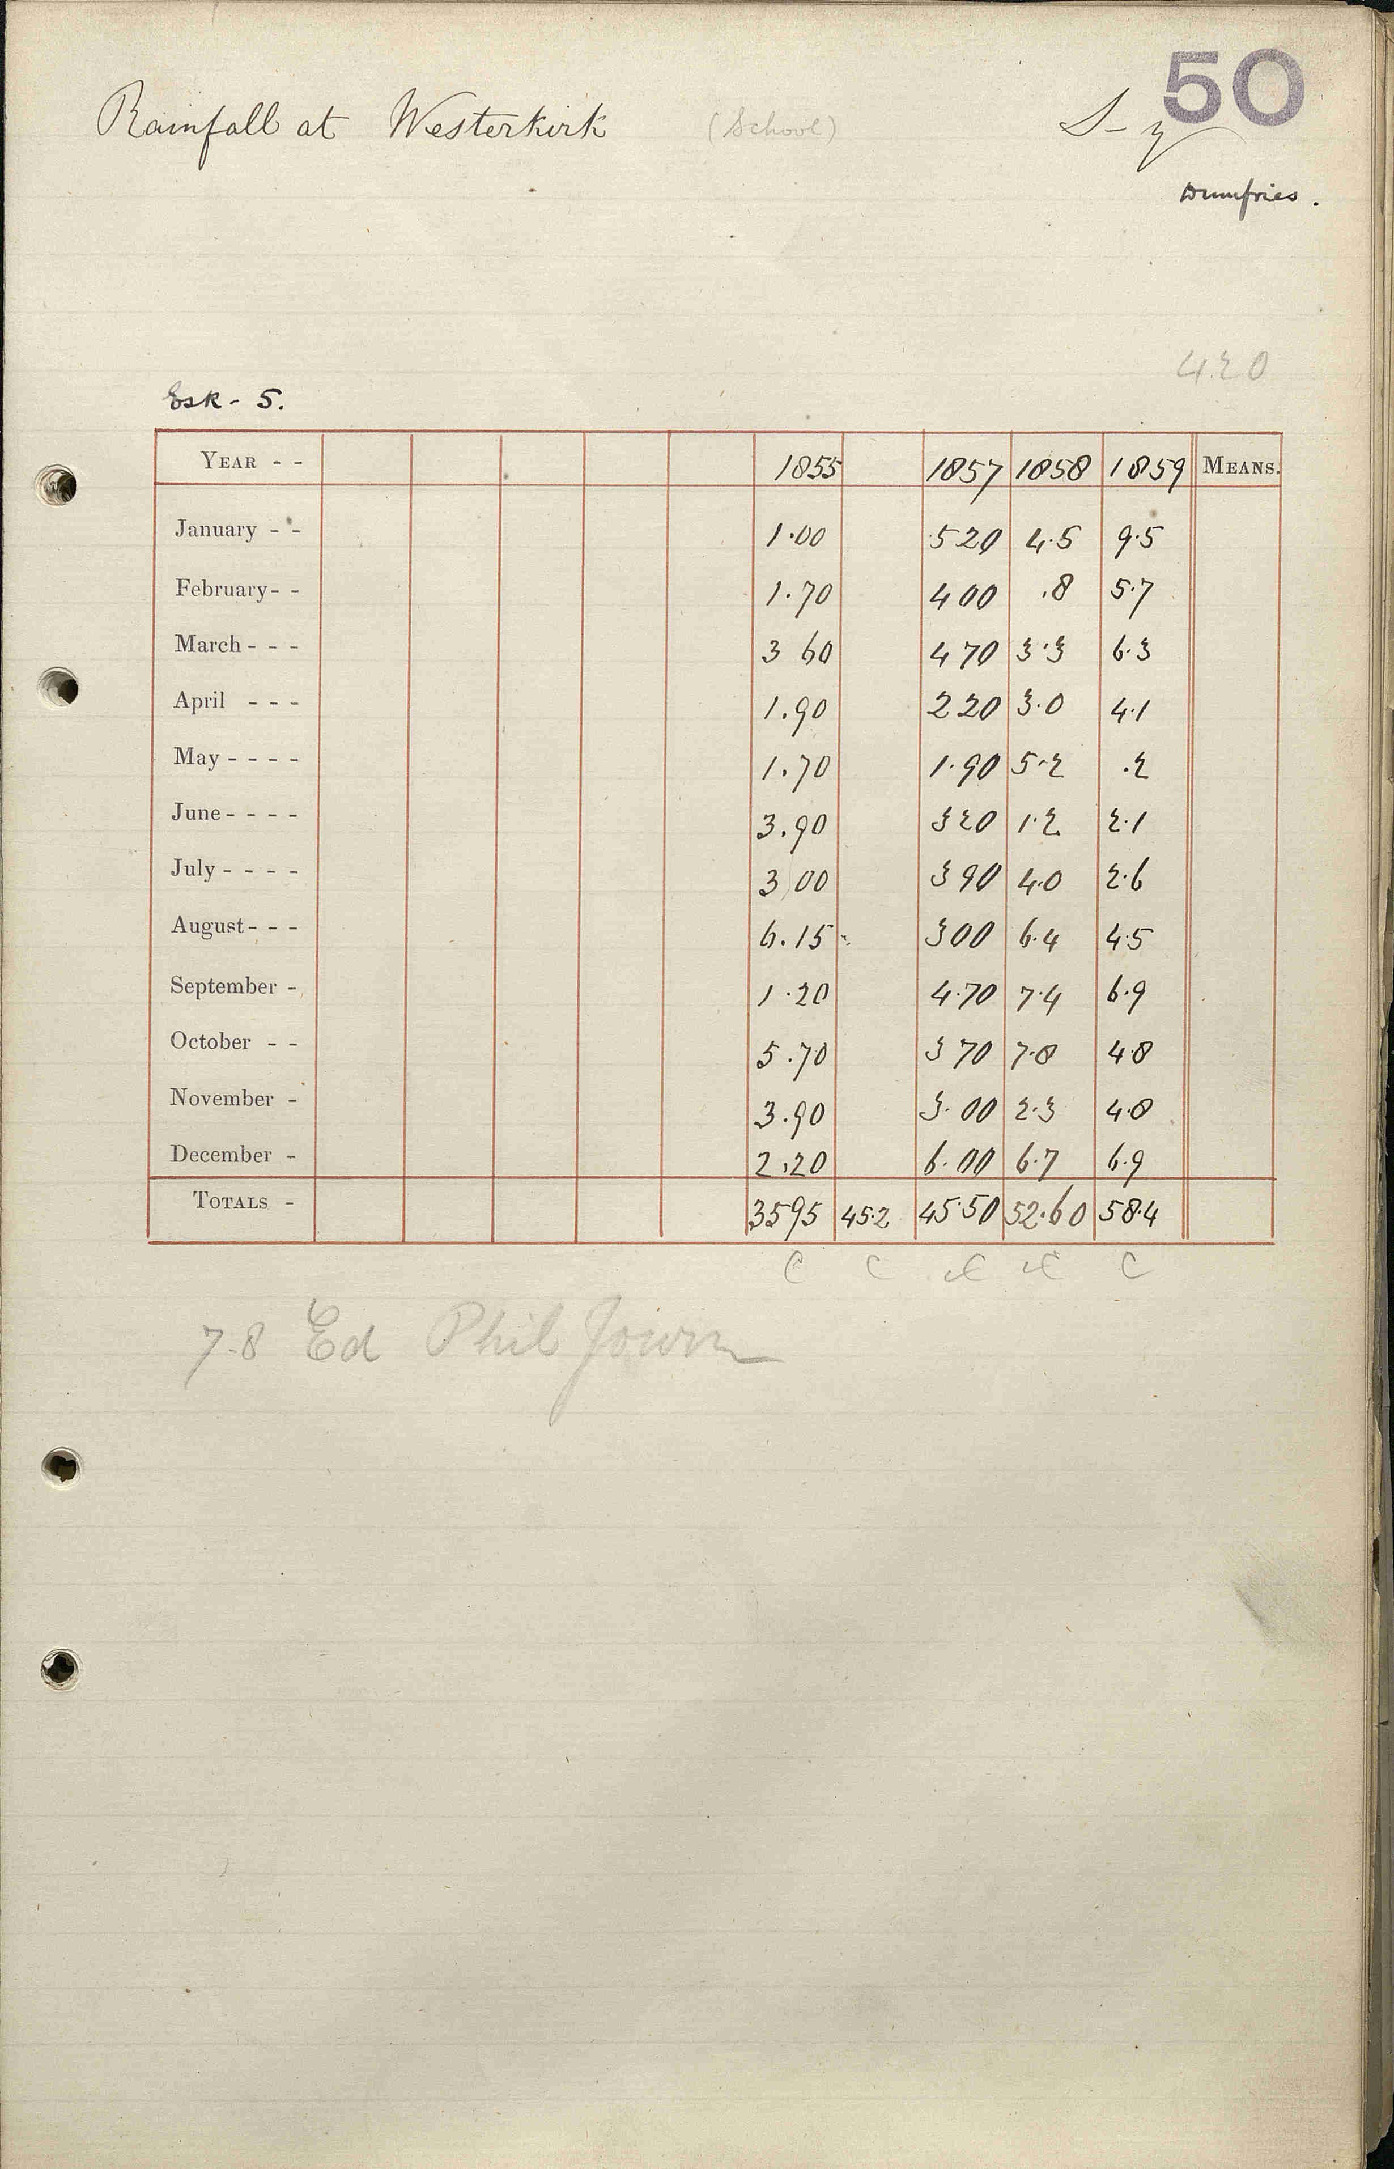 50
Rainfall at Westerkirk (School)
Dumfries.
420
Esk - 5.
YEAR - - 1855 1857 1858 1859 MEANS.
January - - 1.00 5 20 4.5 9.5
February - - 1.70 4 00 .8 5.7
March - - - 3 60 4 70 3.3 6.3
April - - - 1.90 2 20 3.0 4.1
May - - - - 1.70 1.90 5.2 .2
June - - - - 3.90 3 20 1.2 2.1
July - - - - 3 00 3 90 4.0 2.6
August - - - 6.15 3 00 6.4 4.5
September - 1.20 4.70 7.4 6.9
October - - 5.70 3 70 7.8 4.8
November - 3.90 3.00 2.3 4.8
December - 2.20 6.00 6.7 6.9
TOTALS - 35 95 45.2 45.50 52.60 58.4
C C C
7.8 Ed Phil Journ